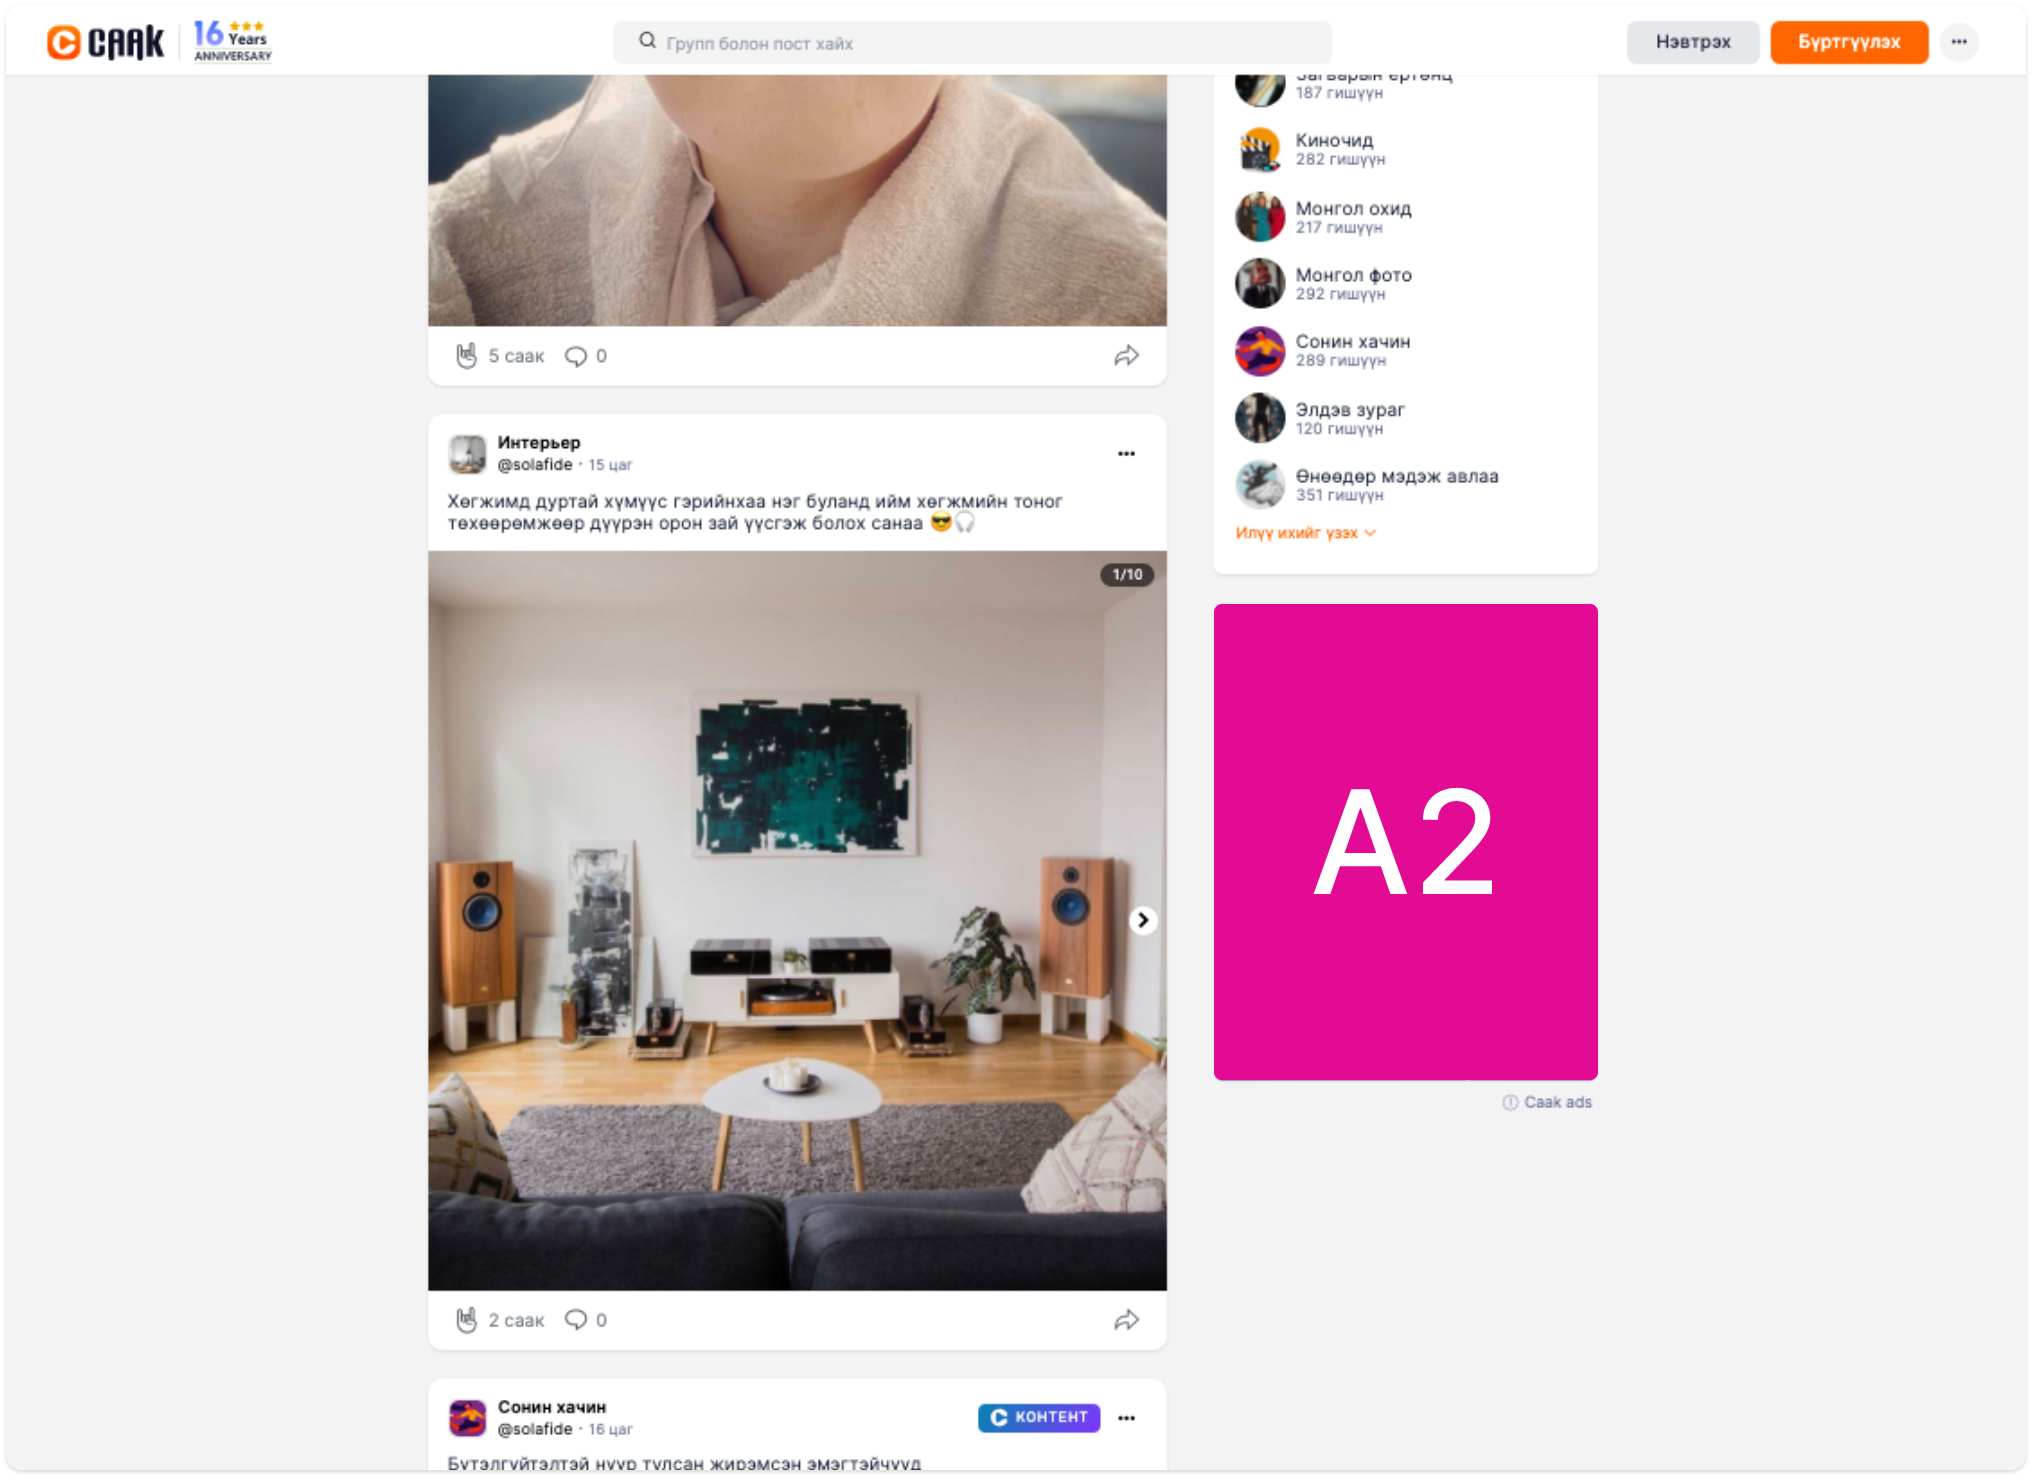 CAAK
16 Years
ANNIVERSARY
Групп болон пост хайх
Нэвтрэх
Бүртгүүлэх
5 саак
0
Интерьер
@solafide · 15 цаг
Хөгжимд дуртай хүмүүс гэрийнхаа нэг буланд ийм хөгжмийн тоног
төхөөрөмжөөр дүүрэн орон зай үүсгэж болох санаа 😎🎧
1/10
2 саак
0
Сонин хачин
@solafide · 16 цаг
КОНТЕНТ
Бүтэлгүйтэлтэй нүүр тулсан жирэмсэн эмэгтэйчүүд
Загварын ертөнц
187 гишүүн
Киночид
282 гишүүн
Монгол охид
217 гишүүн
Монгол фото
292 гишүүн
Сонин хачин
289 гишүүн
Элдэв зураг
120 гишүүн
Өнөөдөр мэдэж авлаа
351 гишүүн
Илүү ихийг үзэх
A2
Caak ads